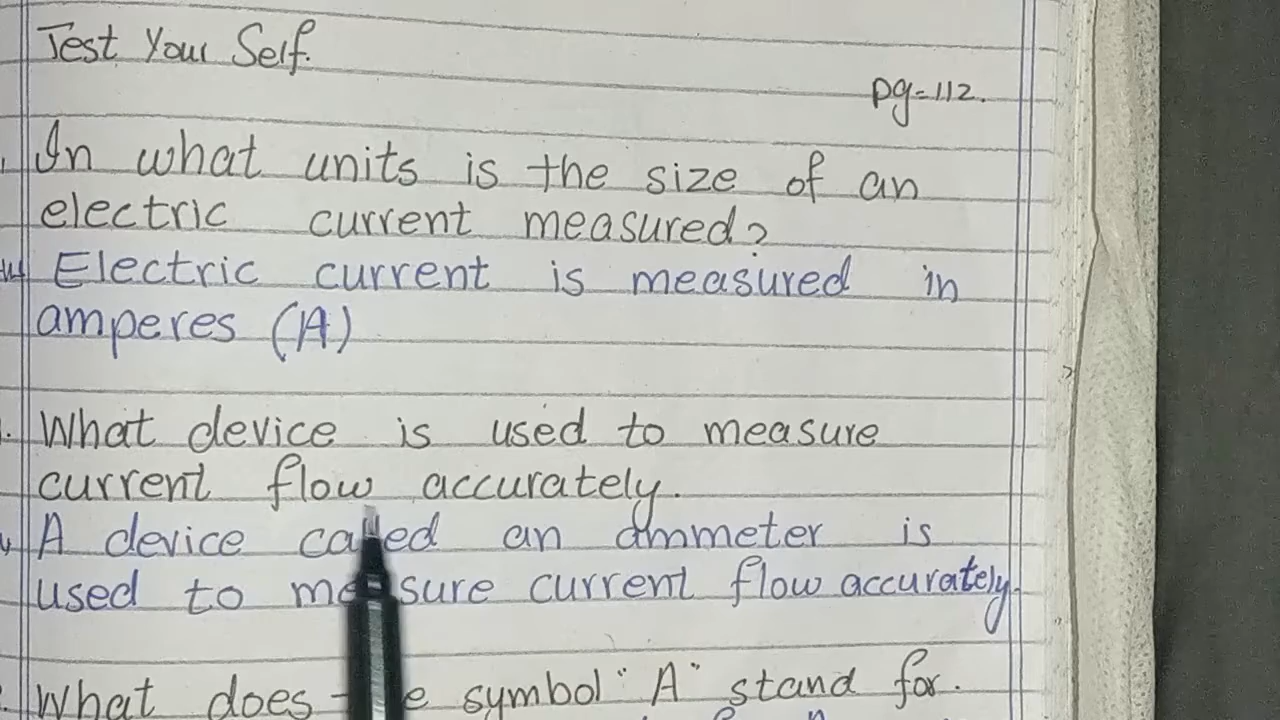 Test Your Self.
pg-112.
In what units is the size of an
electric current measured?
Electric current is measured in
amperes (A)
What device is used to measure
current flow accurately.
A device called an ammeter is
used to measure current flow accurately.
What does the symbol "A" stand for.